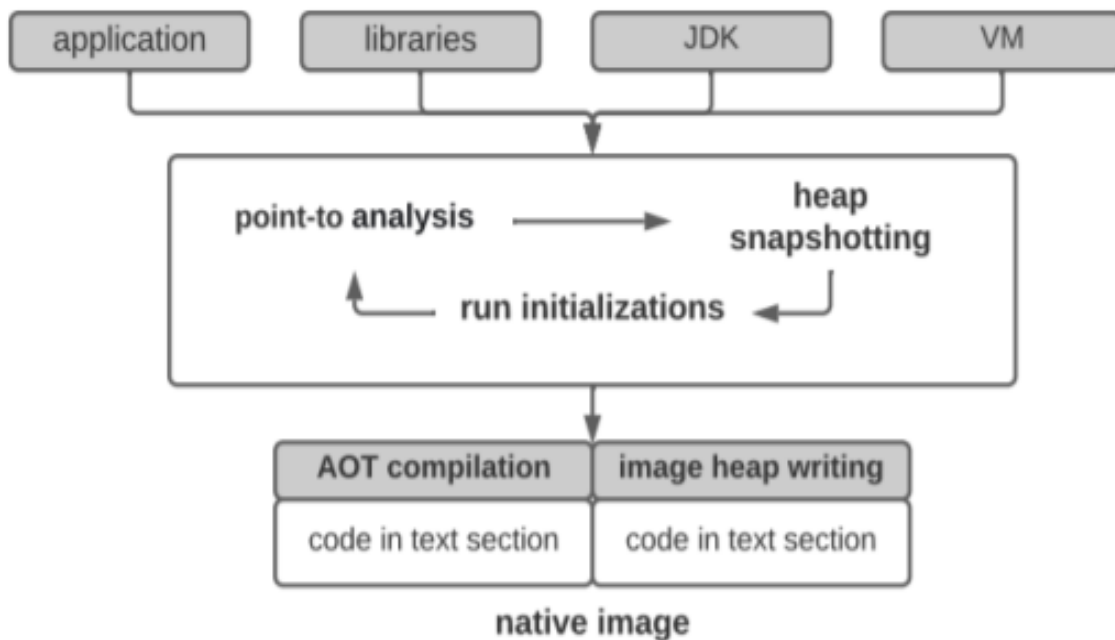 application
libraries
JDK
VM
point-to analysis
heap
snapshotting
run initializations
AOT compilation
image heap writing
code in text section
code in text section
native image